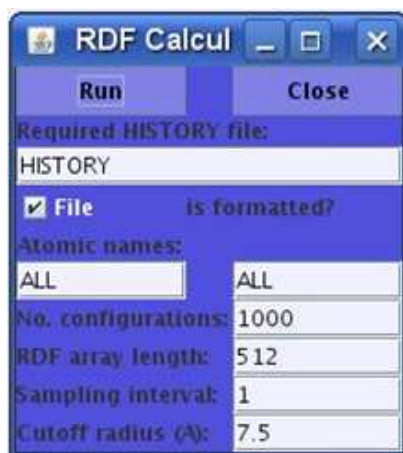 RDF Calcul
Run Close
Required HISTORY file:
HISTORY
File is formatted?
Atomic names:
ALL ALL
No. configurations: 1000
RDF array length: 512
Sampling interval: 1
Cutoff radius (A): 7.5